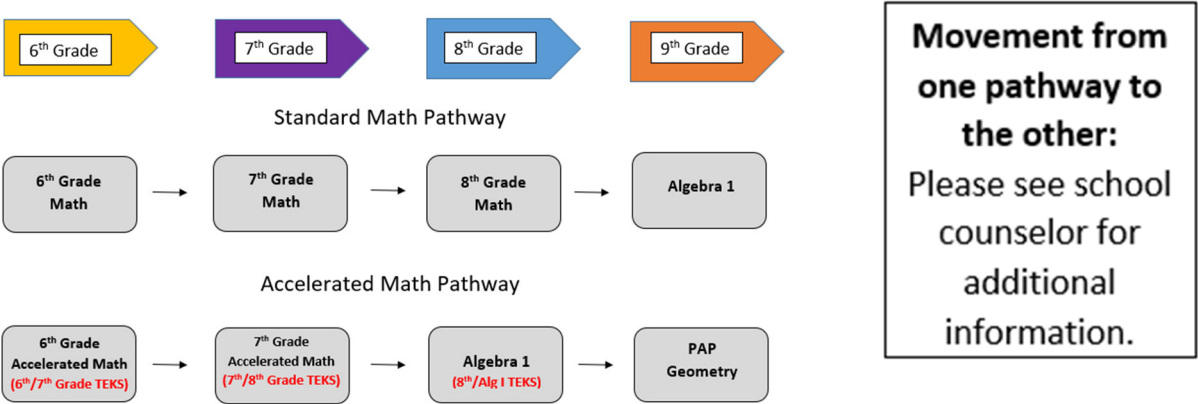 6th Grade
7th Grade
8th Grade
9th Grade
Standard Math Pathway
6th Grade
Math
7th Grade
Math
8th Grade
Math
Algebra 1
Accelerated Math Pathway
6th Grade
Accelerated Math
(6th/7th Grade TEKS)
7th Grade
Accelerated Math
(7th/8th Grade TEKS)
Algebra 1
(8th/Alg I TEKS)
PAP
Geometry
Movement from
one pathway to
the other:
Please see school
counselor for
additional
information.